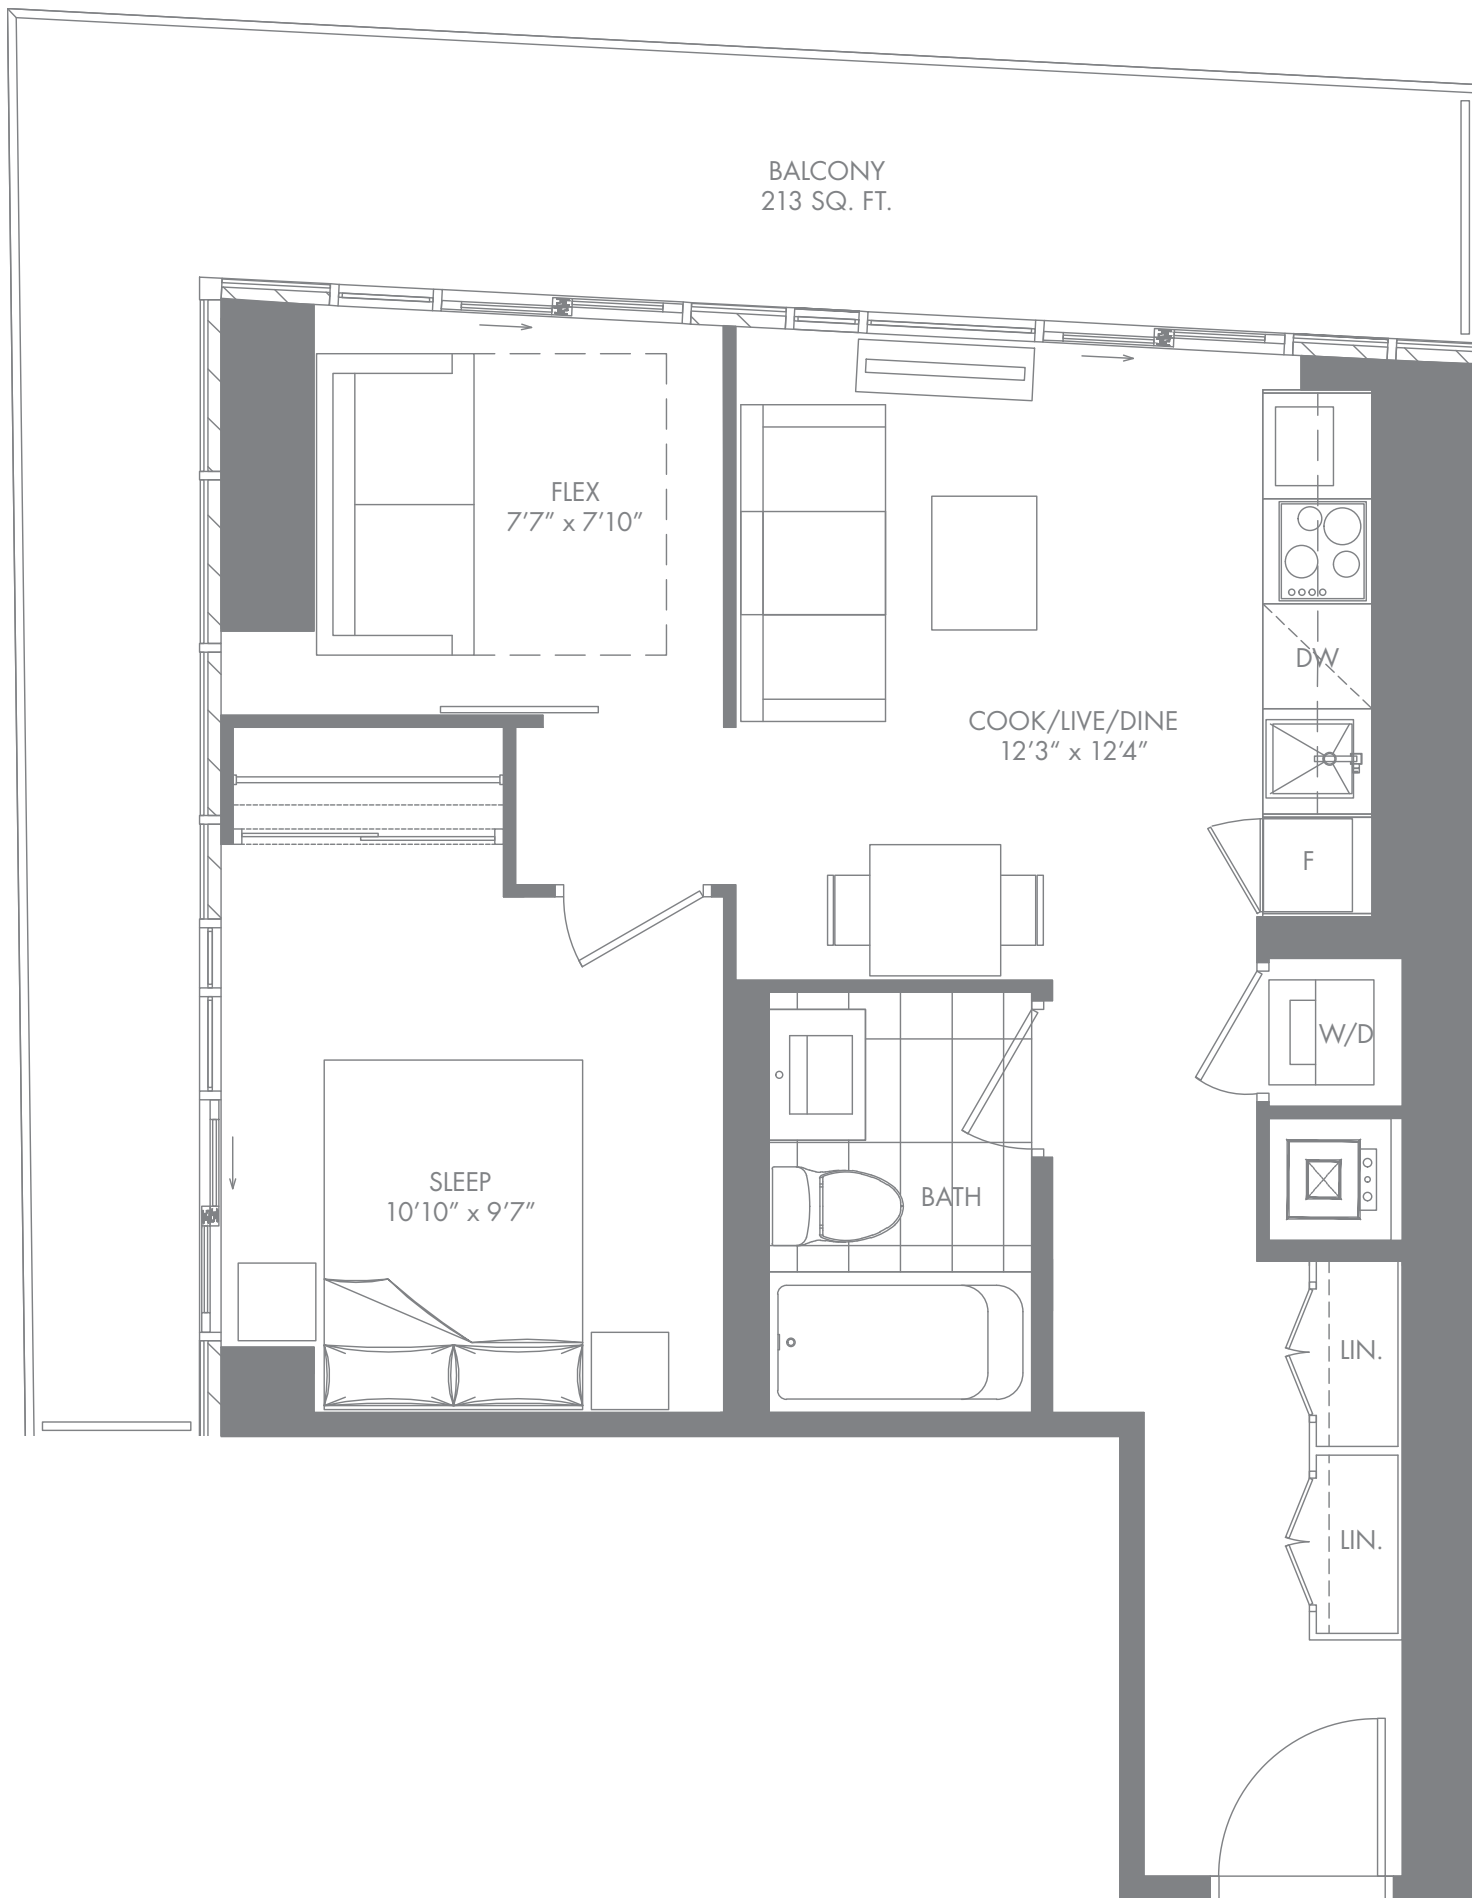 BALCONY
213 SQ. FT.
FLEX
7’7” x 7’10”
DW
COOK/LIVE/DINE
12’3“ x 12’4”
F
W/D
SLEEP
10’10” x 9’7”
BATH
LIN.
LIN.